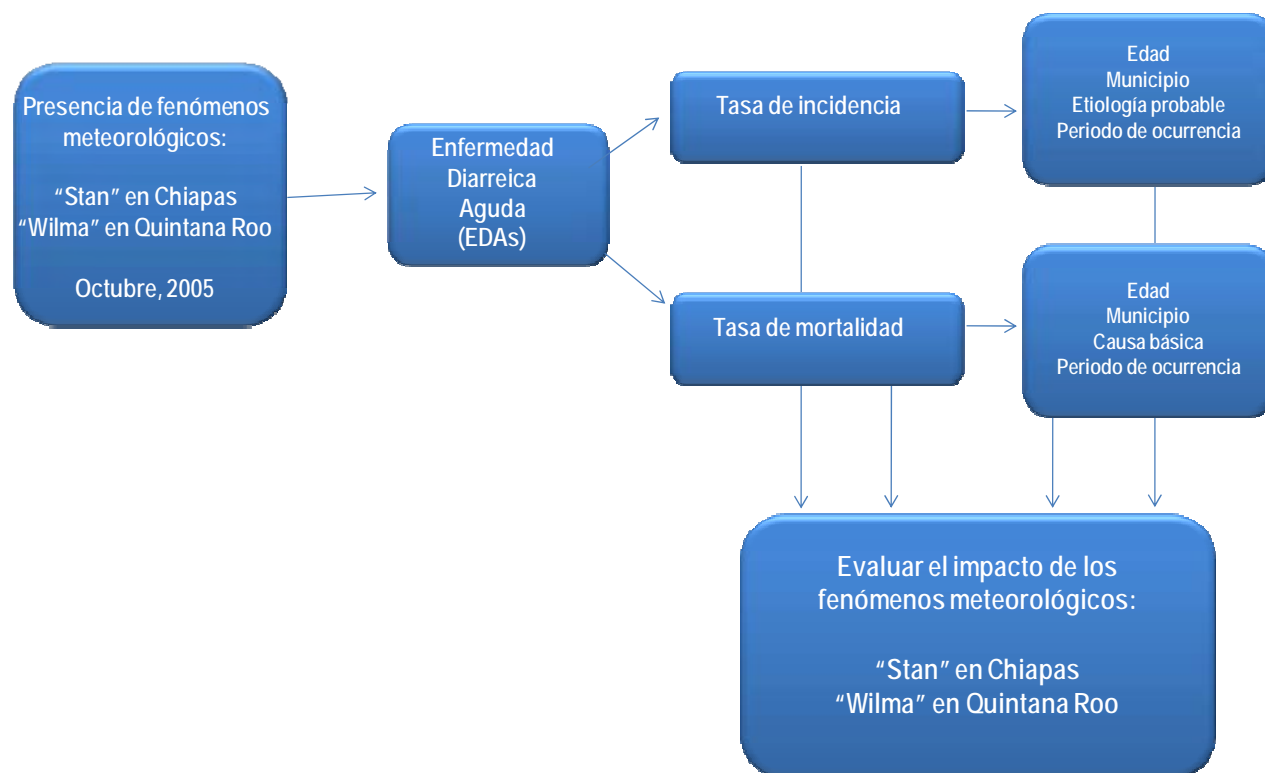 Presencia de fenómenos
meteorológicos:
“Stan” en Chiapas
“Wilma” en Quintana Roo
Octubre, 2005
Enfermedad
Diarreica
Aguda
(EDAs)
Tasa de incidencia
Edad
Municipio
Etiología probable
Periodo de ocurrencia
Tasa de mortalidad
Edad
Municipio
Causa básica
Periodo de ocurrencia
Evaluar el impacto de los
fenómenos meteorológicos:
“Stan” en Chiapas
“Wilma” en Quintana Roo